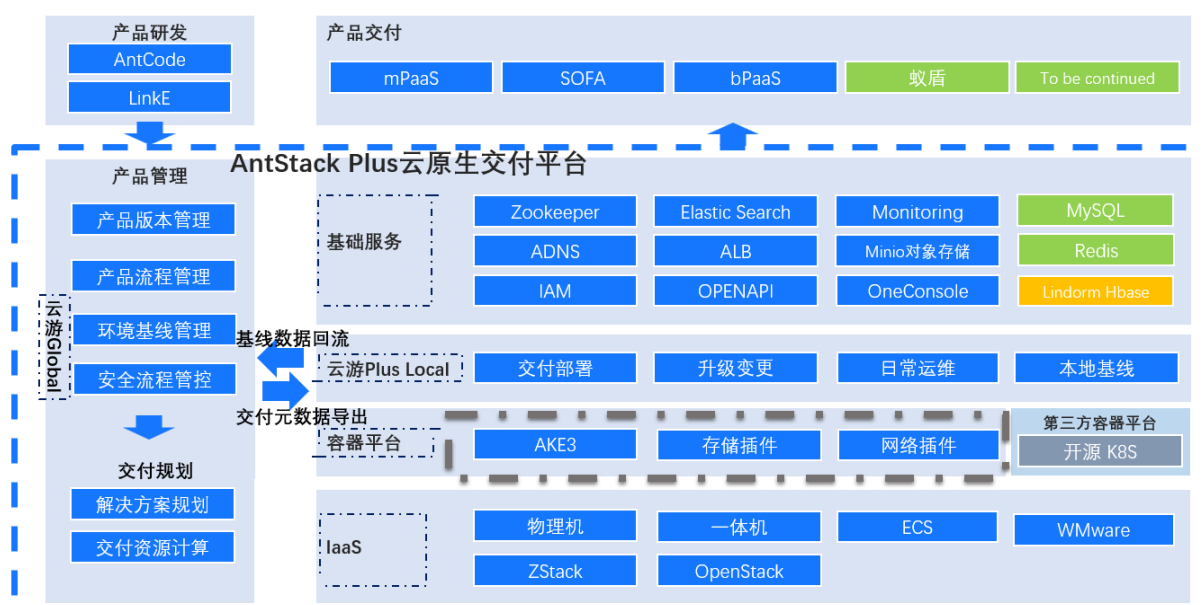 产品研发
AntCode
LinkE
产品交付
mPaaS
SOFA
bPaaS
蚁盾
To be continued
AntStack Plus云原生交付平台
产品管理
产品版本管理
产品流程管理
环境基线管理
安全流程管控
云游Global
交付规划
解决方案规划
交付资源计算
基线数据回流
交付元数据导出
基础服务
Zookeeper
Elastic Search
Monitoring
MySQL
ADNS
ALB
Minio对象存储
Redis
IAM
OPENAPI
OneConsole
Lindorm Hbase
云游Plus Local
交付部署
升级变更
日常运维
本地基线
容器平台
AKE3
存储插件
网络插件
第三方容器平台
开源 K8S
IaaS
物理机
一体机
ECS
WMware
ZStack
OpenStack